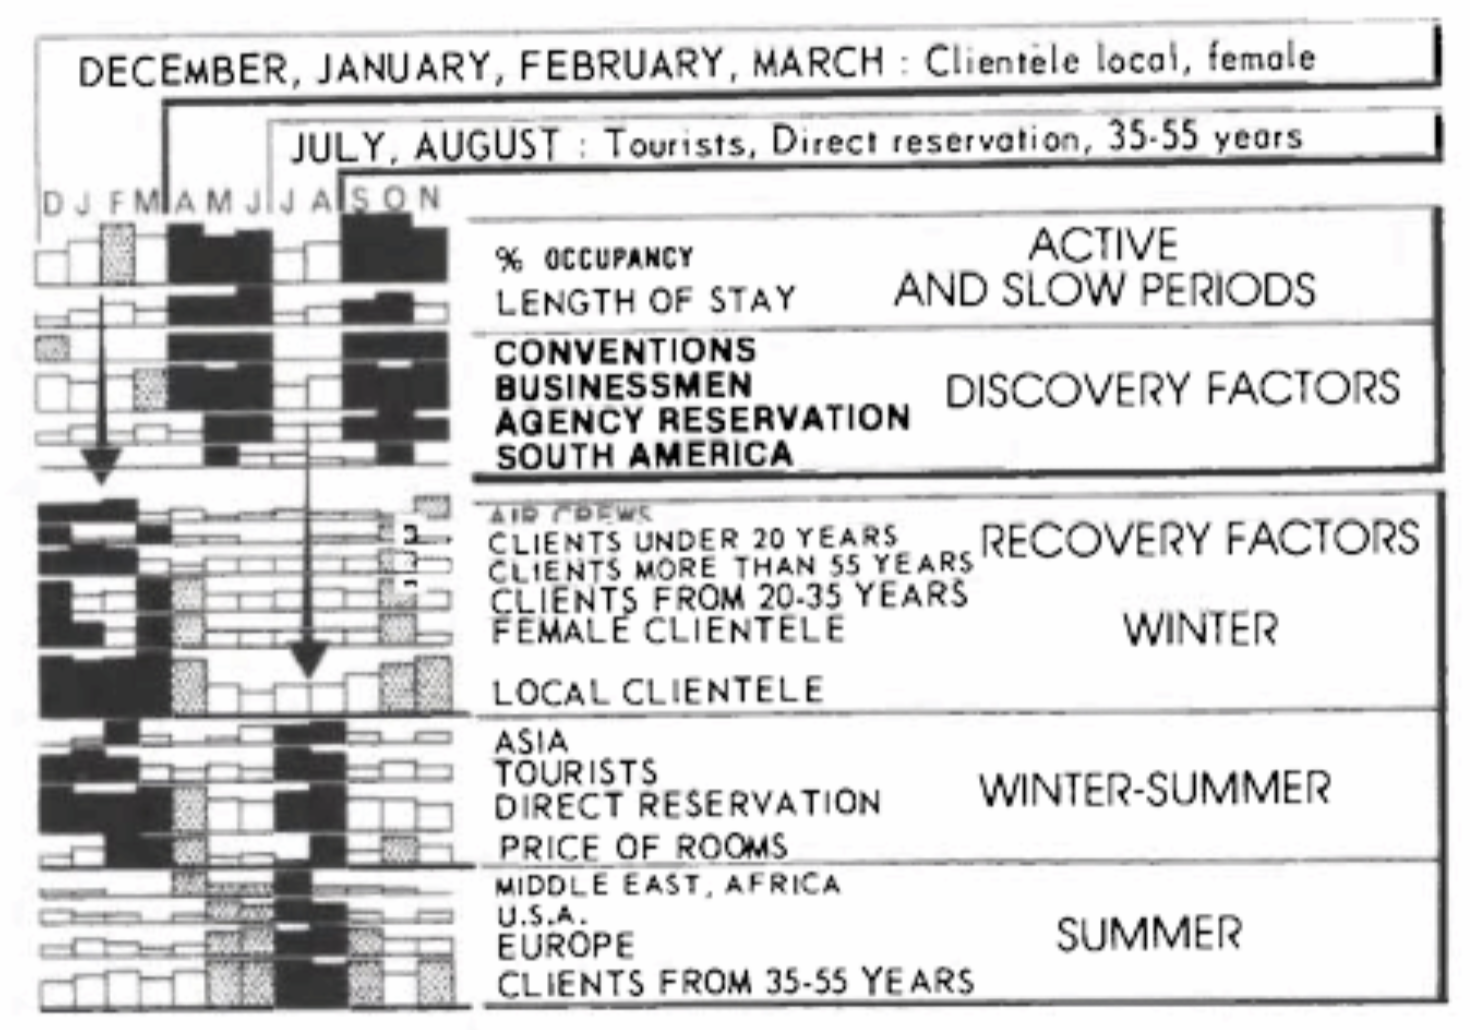 DECEMBER, JANUARY, FEBRUARY, MARCH : Clientèle local, female
JULY, AUGUST : Tourists, Direct reservation, 35-55 years
D J F M A M J J A S O N
% OCCUPANCY
LENGTH OF STAY
ACTIVE
AND SLOW PERIODS
CONVENTIONS
BUSINESSMEN
AGENCY RESERVATION
SOUTH AMERICA
DISCOVERY FACTORS
AIR CREWS
CLIENTS UNDER 20 YEARS
CLIENTS MORE THAN 55 YEARS
CLIENTS FROM 20-35 YEARS
FEMALE CLIENTELE
LOCAL CLIENTELE
RECOVERY FACTORS
WINTER
ASIA
TOURISTS
DIRECT RESERVATION
PRICE OF ROOMS
WINTER-SUMMER
MIDDLE EAST, AFRICA
U.S.A.
EUROPE
CLIENTS FROM 35-55 YEARS
SUMMER